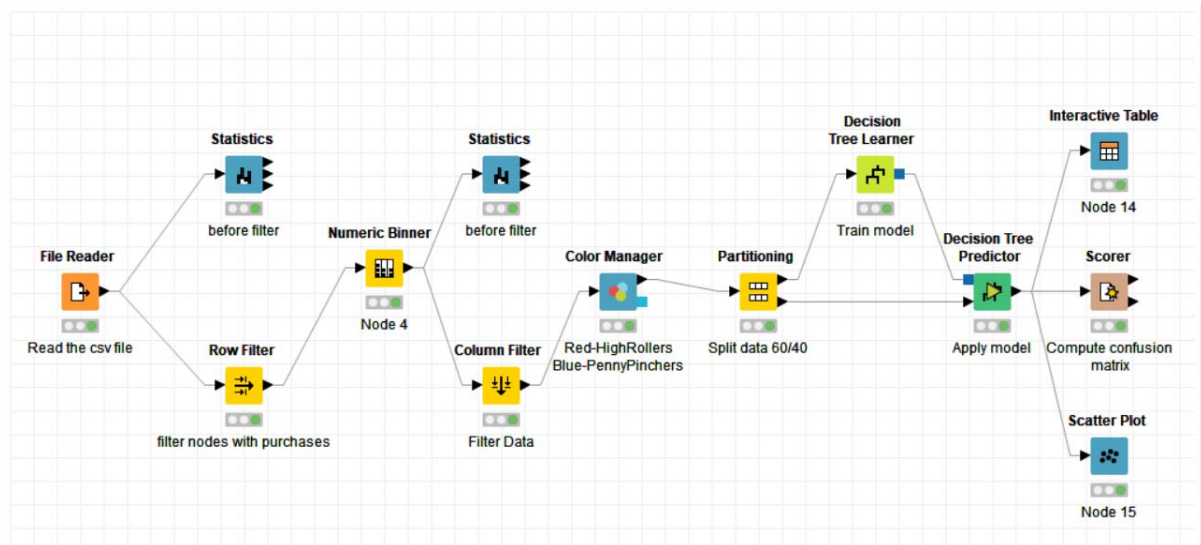 File Reader
Read the csv file
Statistics
before filter
Row Filter
filter nodes with purchases
Numeric Binner
Node 4
Statistics
before filter
Column Filter
Filter Data
Color Manager
Red-HighRollers
Blue-PennyPinchers
Partitioning
Split data 60/40
Decision
Tree Learner
Train model
Decision Tree
Predictor
Apply model
Interactive Table
Node 14
Scorer
Compute confusion
matrix
Scatter Plot
Node 15